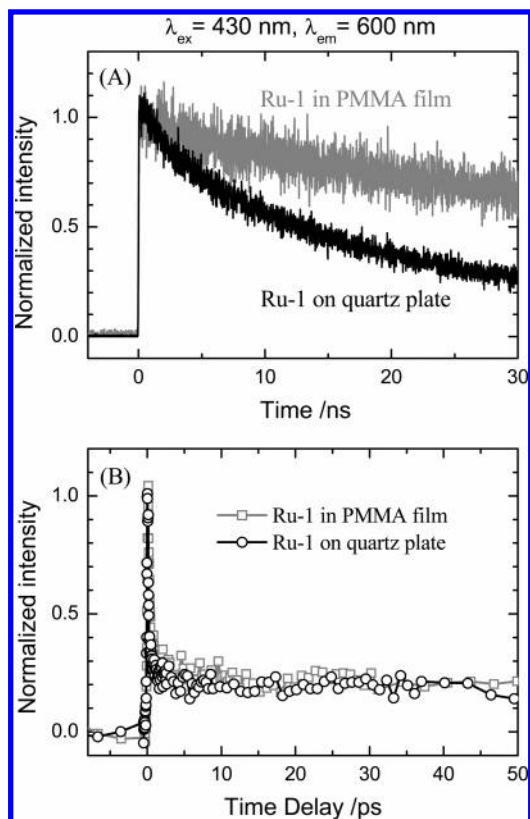 λex = 430 nm, λem = 600 nm
(A)
Ru-1 in PMMA film
Ru-1 on quartz plate
Normalized intensity
1.0
0.5
0.0
0
10
20
30
Time /ns
(B)
Ru-1 in PMMA film
Ru-1 on quartz plate
Normalized intensity
1.0
0.5
0.0
0
10
20
30
40
50
Time Delay /ps